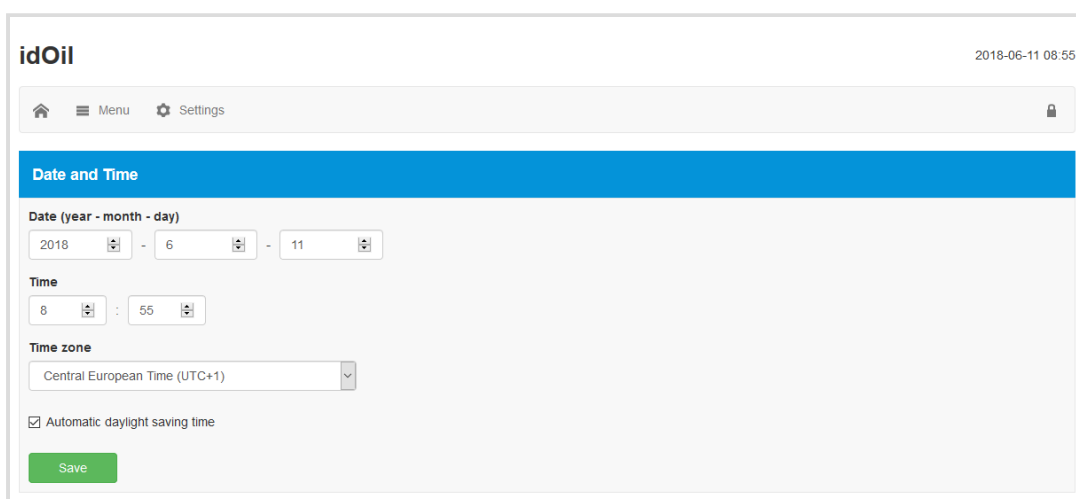 idOil
2018-06-11 08:55
Menu Settings
Date and Time
Date (year - month - day)
2018 - 6 - 11
Time
8 : 55
Time zone
Central European Time (UTC+1)
Automatic daylight saving time
Save